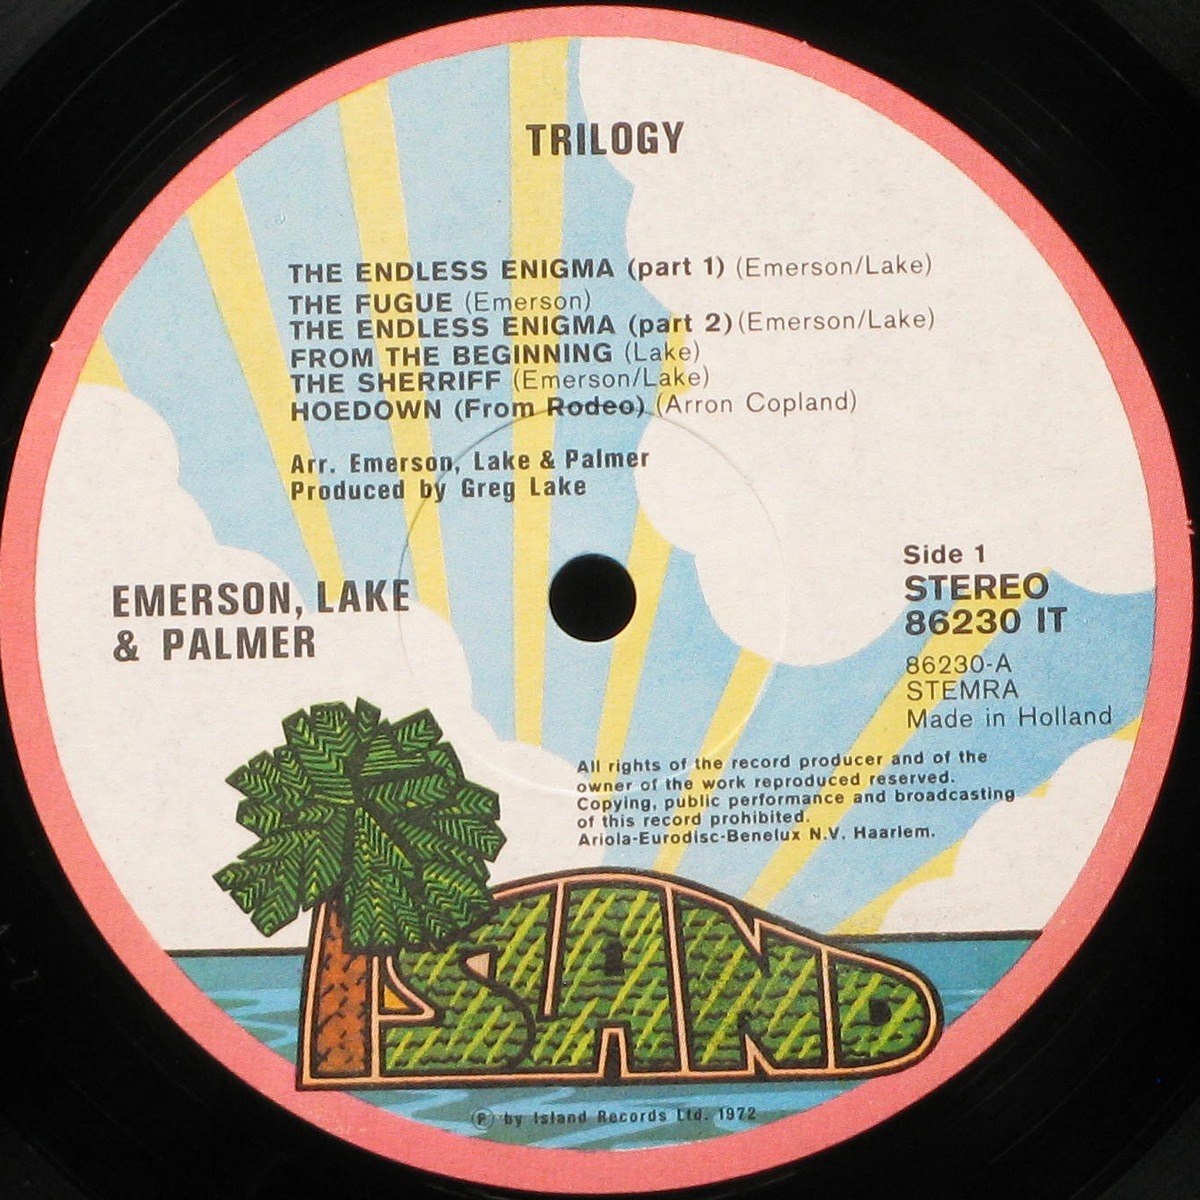 TRILOGY
THE ENDLESS ENIGMA (part 1) (Emerson/Lake)
THE FUGUE (Emerson)
THE ENDLESS ENIGMA (part 2) (Emerson/Lake)
FROM THE BEGINNING (Lake)
THE SHERRIFF (Emerson/Lake)
HOEDOWN (From Rodeo) (Arron Copland)
Arr. Emerson, Lake & Palmer
Produced by Greg Lake
EMERSON, LAKE
& PALMER
Side 1
STEREO
86230 IT
86230-A
STEMRA
Made in Holland
All rights of the record producer and of the
owner of the work reproduced reserved.
Copying, public performance and broadcasting
of this record prohibited.
Ariola-Eurodisc-Benelux N.V. Haarlem.
ISLAND
℗ by Island Records Ltd. 1972